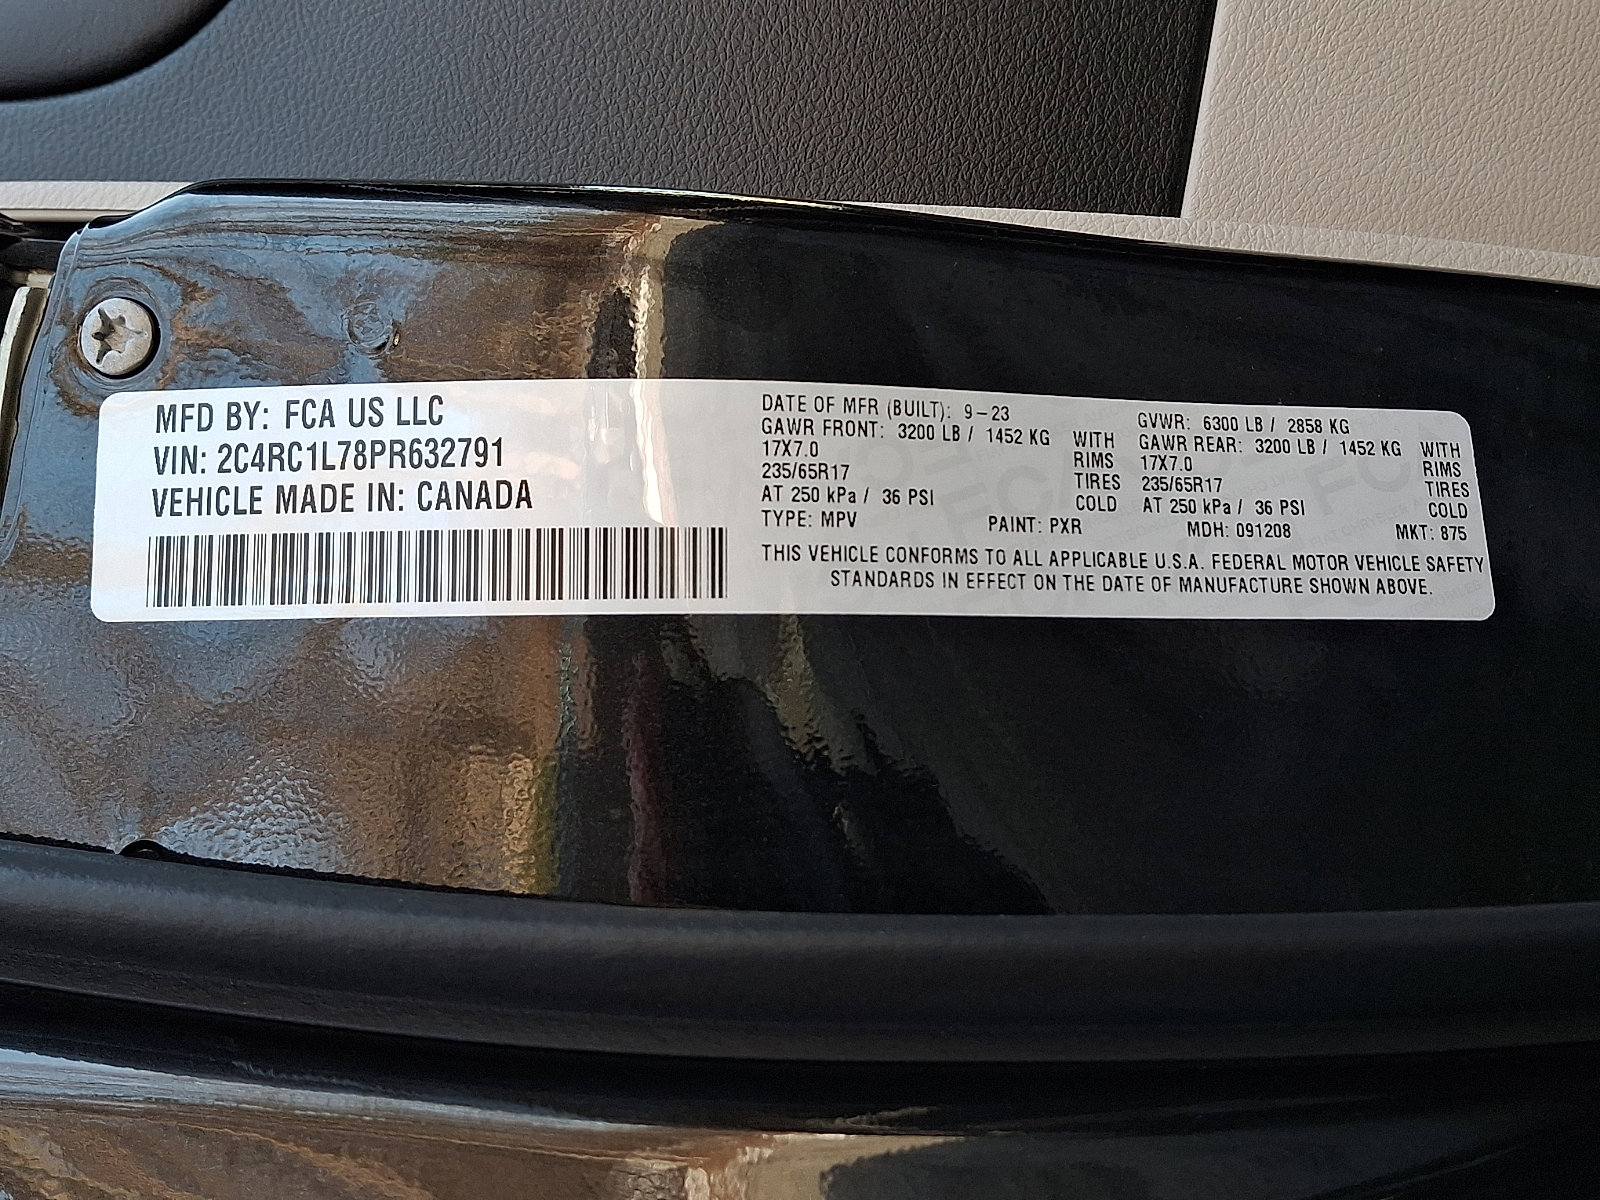 MFD BY: FCA US LLC
VIN: 2C4RC1L78PR632791
VEHICLE MADE IN: CANADA
DATE OF MFR (BUILT): 9-23
GAWR FRONT: 3200 LB / 1452 KG WITH
17X7.0 RIMS
235/65R17 TIRES
AT 250 kPa / 36 PSI COLD
GVWR: 6300 LB / 2858 KG
GAWR REAR: 3200 LB / 1452 KG WITH
17X7.0 RIMS
235/65R17 TIRES
AT 250 kPa / 36 PSI COLD
TYPE: MPV PAINT: PXR MDH: 091208 MKT: 875
THIS VEHICLE CONFORMS TO ALL APPLICABLE U.S.A. FEDERAL MOTOR VEHICLE SAFETY
STANDARDS IN EFFECT ON THE DATE OF MANUFACTURE SHOWN ABOVE.